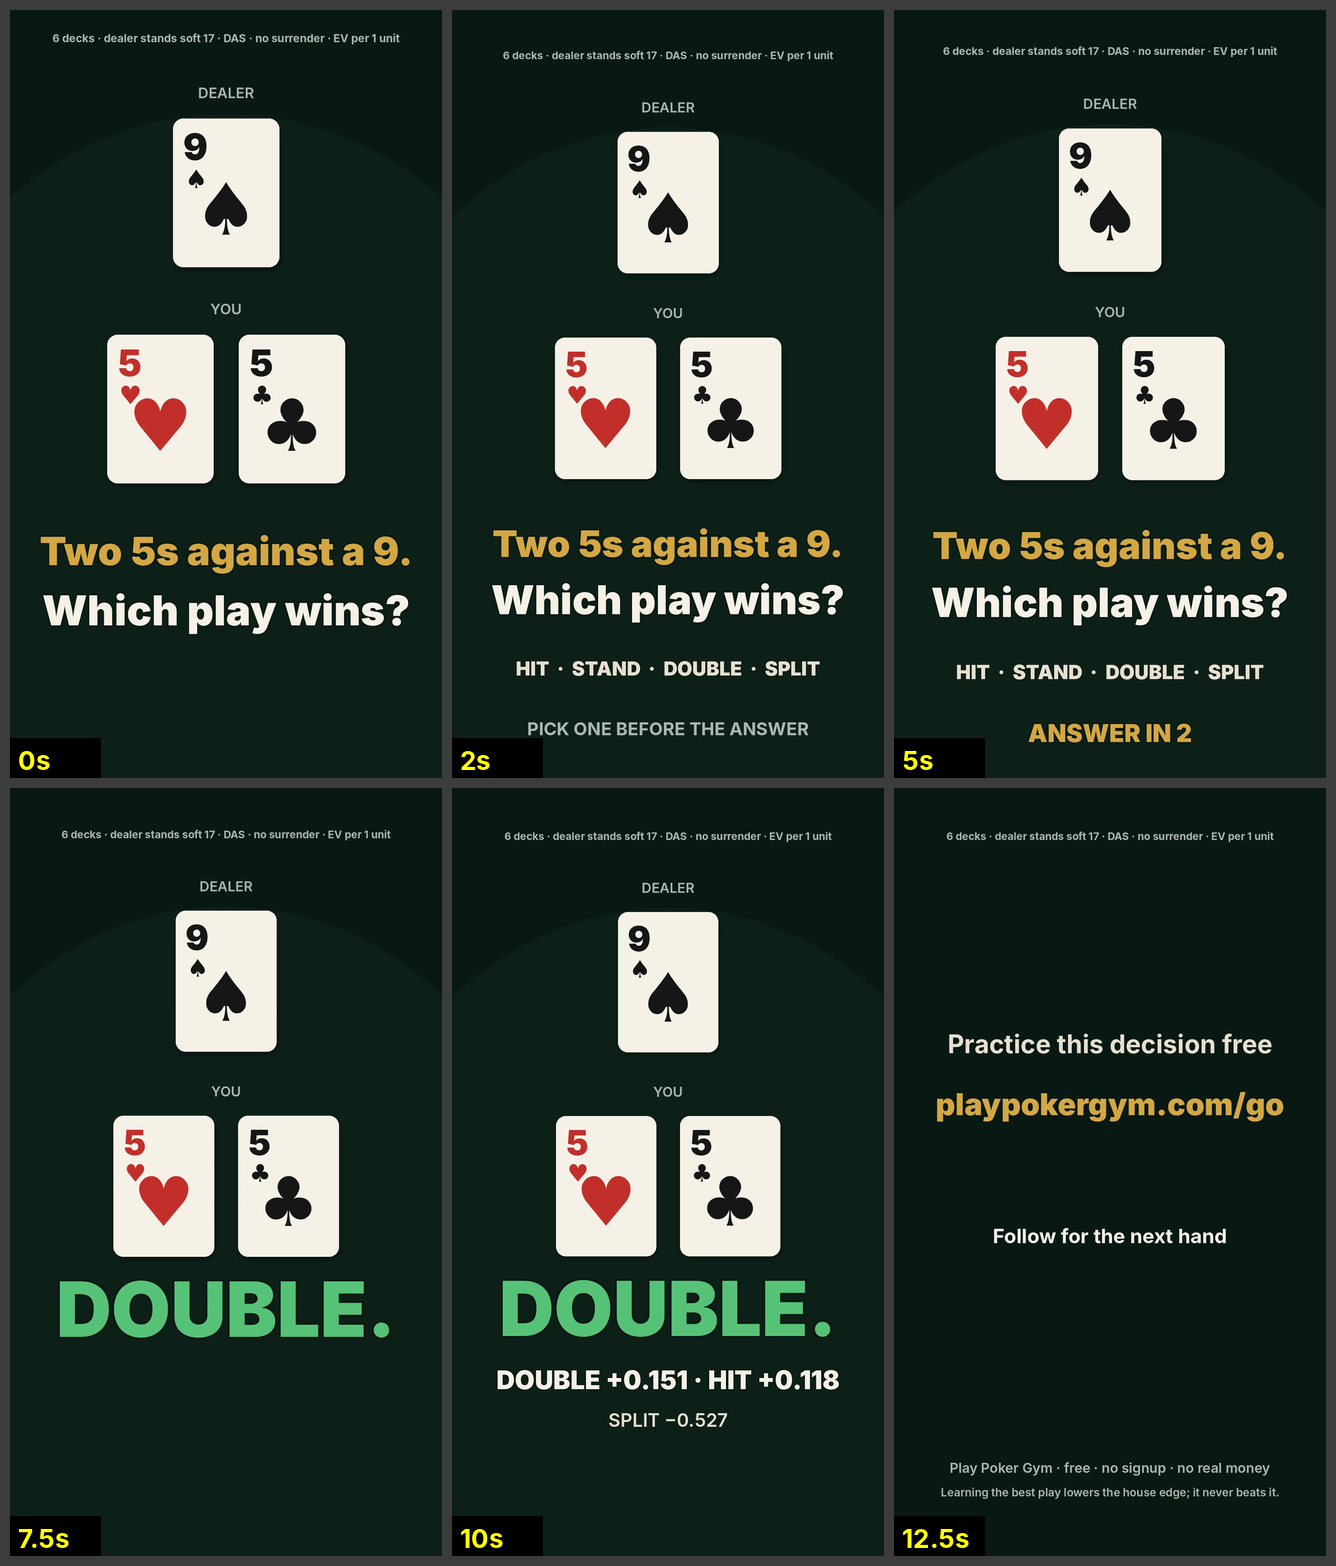 6 decks · dealer stands soft 17 · DAS · no surrender · EV per 1 unit
DEALER
9
YOU
5
5
Two 5s against a 9.
Which play wins?
0s
6 decks · dealer stands soft 17 · DAS · no surrender · EV per 1 unit
DEALER
9
YOU
5
5
Two 5s against a 9.
Which play wins?
HIT · STAND · DOUBLE · SPLIT
PICK ONE BEFORE THE ANSWER
2s
6 decks · dealer stands soft 17 · DAS · no surrender · EV per 1 unit
DEALER
9
YOU
5
5
Two 5s against a 9.
Which play wins?
HIT · STAND · DOUBLE · SPLIT
ANSWER IN 2
5s
6 decks · dealer stands soft 17 · DAS · no surrender · EV per 1 unit
DEALER
9
YOU
5
5
DOUBLE.
7.5s
6 decks · dealer stands soft 17 · DAS · no surrender · EV per 1 unit
DEALER
9
YOU
5
5
DOUBLE.
DOUBLE +0.151 · HIT +0.118
SPLIT −0.527
10s
6 decks · dealer stands soft 17 · DAS · no surrender · EV per 1 unit
Practice this decision free
playpokergym.com/go
Follow for the next hand
Play Poker Gym · free · no signup · no real money
Learning the best play lowers the house edge; it never beats it.
12.5s